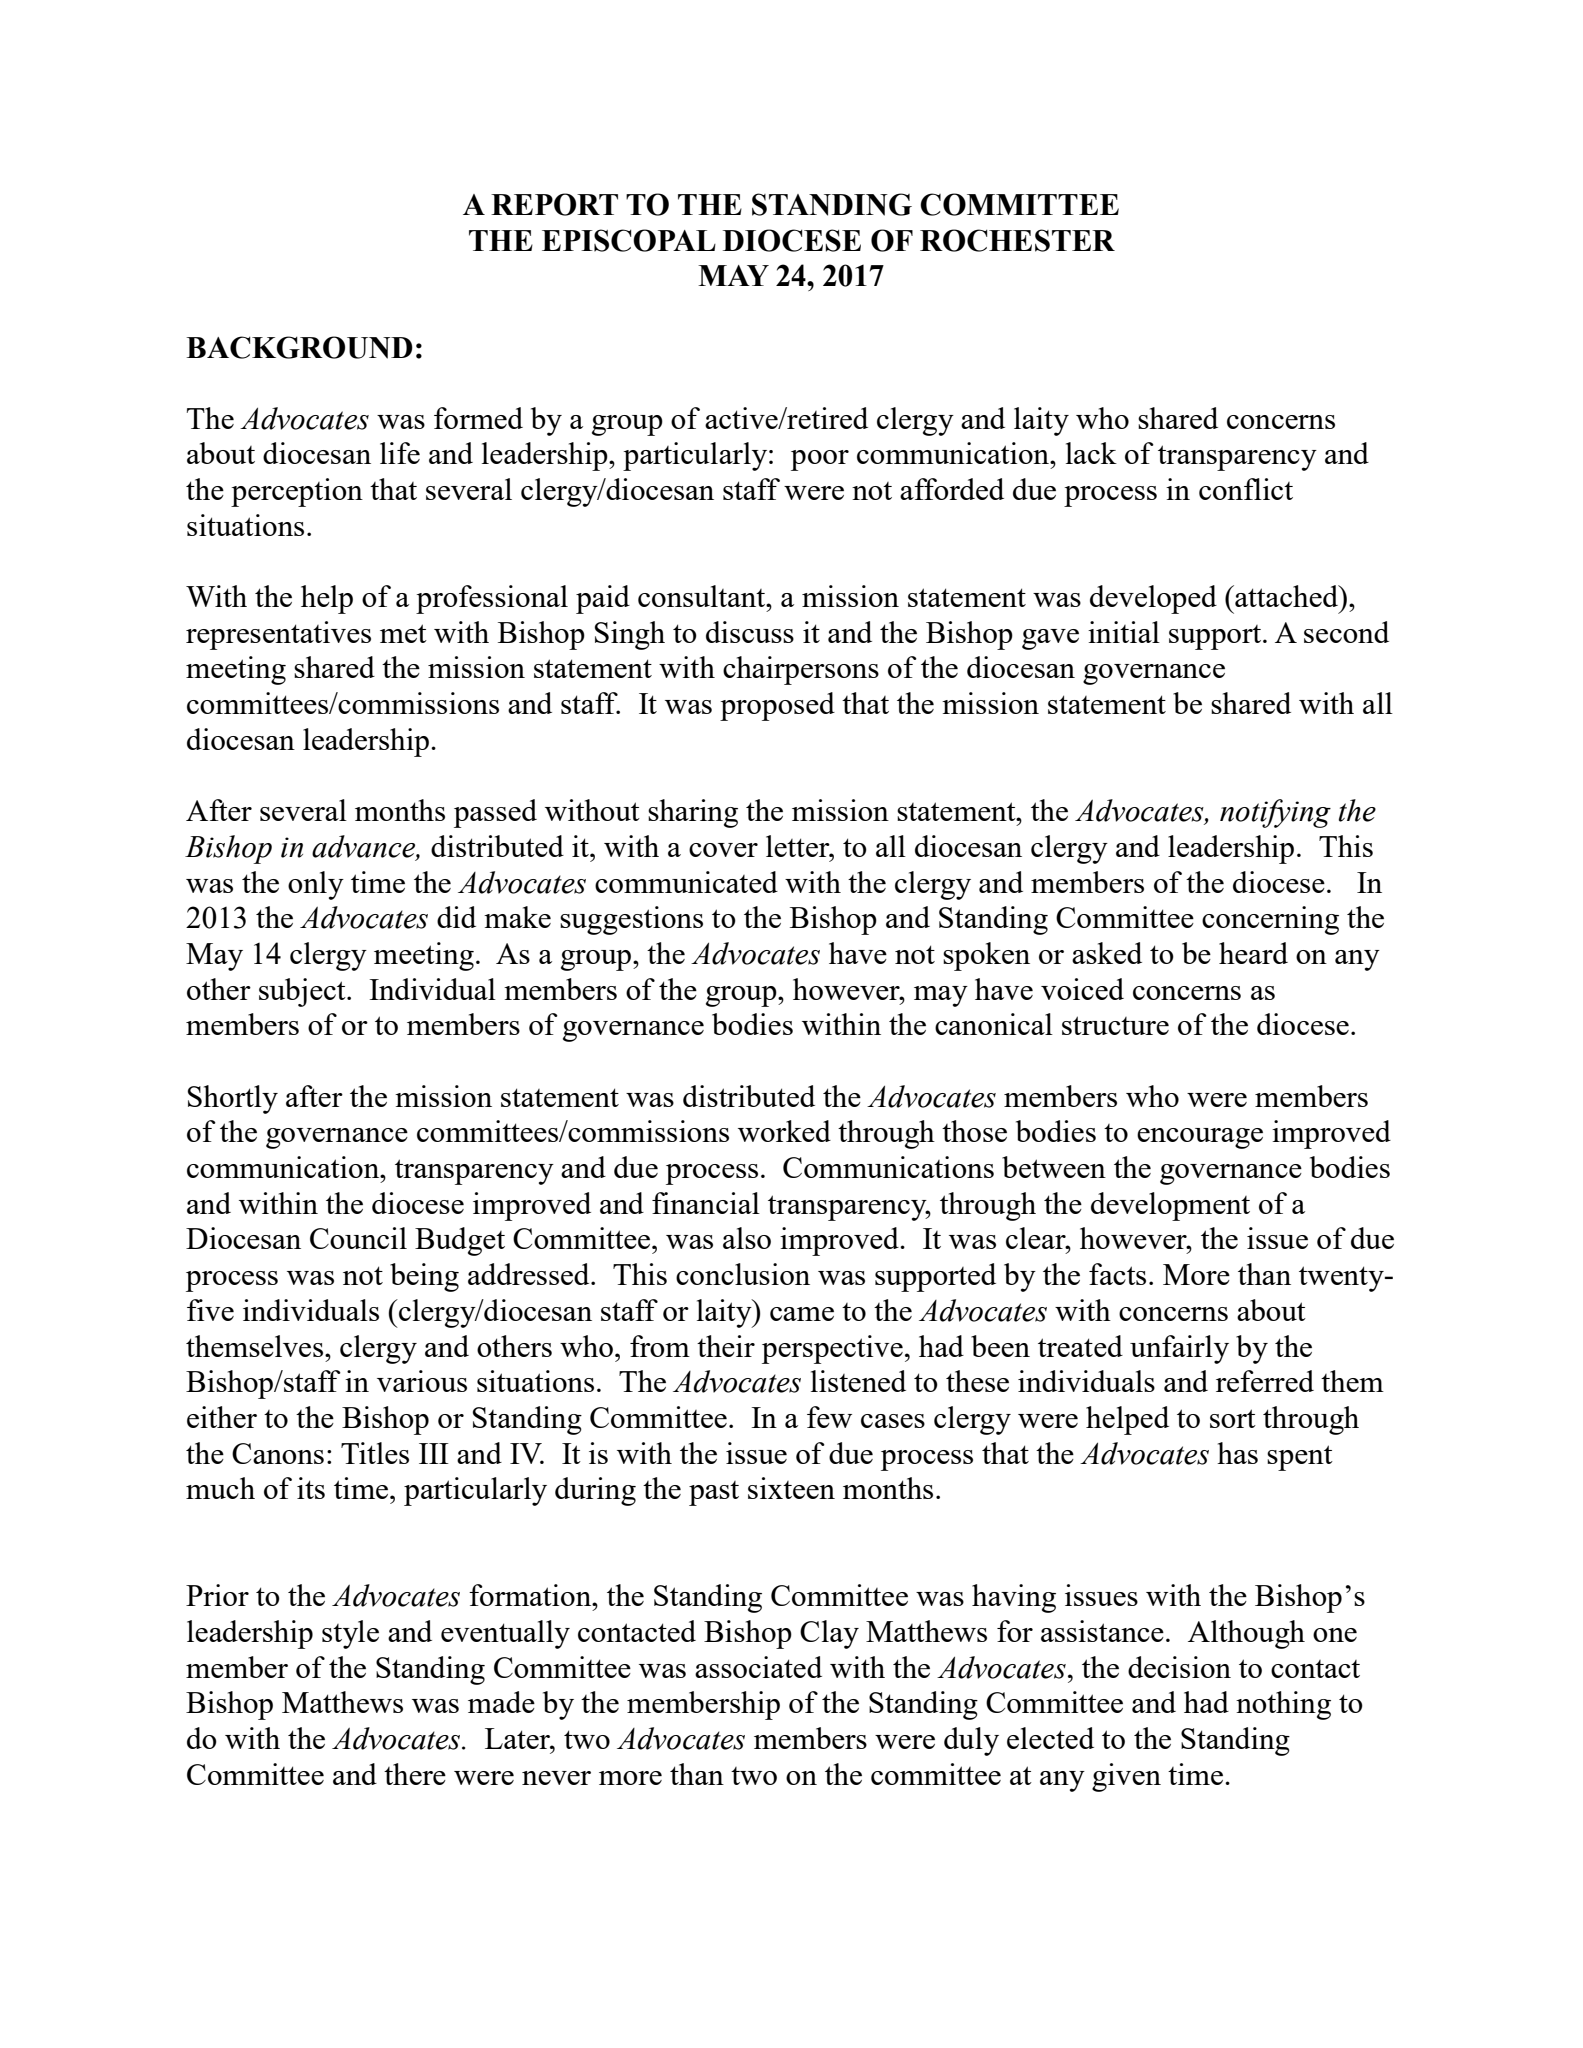 A REPORT TO THE STANDING COMMITTEE
THE EPISCOPAL DIOCESE OF ROCHESTER
MAY 24, 2017
BACKGROUND:
The Advocates was formed by a group of active/retired clergy and laity who shared concerns
about diocesan life and leadership, particularly:  poor communication, lack of transparency and
the perception that several clergy/diocesan staff were not afforded due process in conflict
situations.
With the help of a professional paid consultant, a mission statement was developed (attached),
representatives met with Bishop Singh to discuss it and the Bishop gave initial support. A second
meeting shared the mission statement with chairpersons of the diocesan governance
committees/commissions and staff.  It was proposed that the mission statement be shared with all
diocesan leadership.
After several months passed without sharing the mission statement, the Advocates, notifying the
Bishop in advance, distributed it, with a cover letter, to all diocesan clergy and leadership.  This
was the only time the Advocates communicated with the clergy and members of the diocese.   In
2013 the Advocates did make suggestions to the Bishop and Standing Committee concerning the
May 14 clergy meeting.  As a group, the Advocates have not spoken or asked to be heard on any
other subject.  Individual members of the group, however, may have voiced concerns as
members of or to members of governance bodies within the canonical structure of the diocese.
Shortly after the mission statement was distributed the Advocates members who were members
of the governance committees/commissions worked through those bodies to encourage improved
communication, transparency and due process.  Communications between the governance bodies
and within the diocese improved and financial transparency, through the development of a
Diocesan Council Budget Committee, was also improved.  It was clear, however, the issue of due
process was not being addressed.  This conclusion was supported by the facts. More than twenty-
five individuals (clergy/diocesan staff or laity) came to the Advocates with concerns about
themselves, clergy and others who, from their perspective, had been treated unfairly by the
Bishop/staff in various situations.  The Advocates listened to these individuals and referred them
either to the Bishop or Standing Committee.  In a few cases clergy were helped to sort through
the Canons: Titles III and IV.  It is with the issue of due process that the Advocates has spent
much of its time, particularly during the past sixteen months.
Prior to the Advocates formation, the Standing Committee was having issues with the Bishop’s
leadership style and eventually contacted Bishop Clay Matthews for assistance.  Although one
member of the Standing Committee was associated with the Advocates, the decision to contact
Bishop Matthews was made by the membership of the Standing Committee and had nothing to
do with the Advocates.  Later, two Advocates members were duly elected to the Standing
Committee and there were never more than two on the committee at any given time.